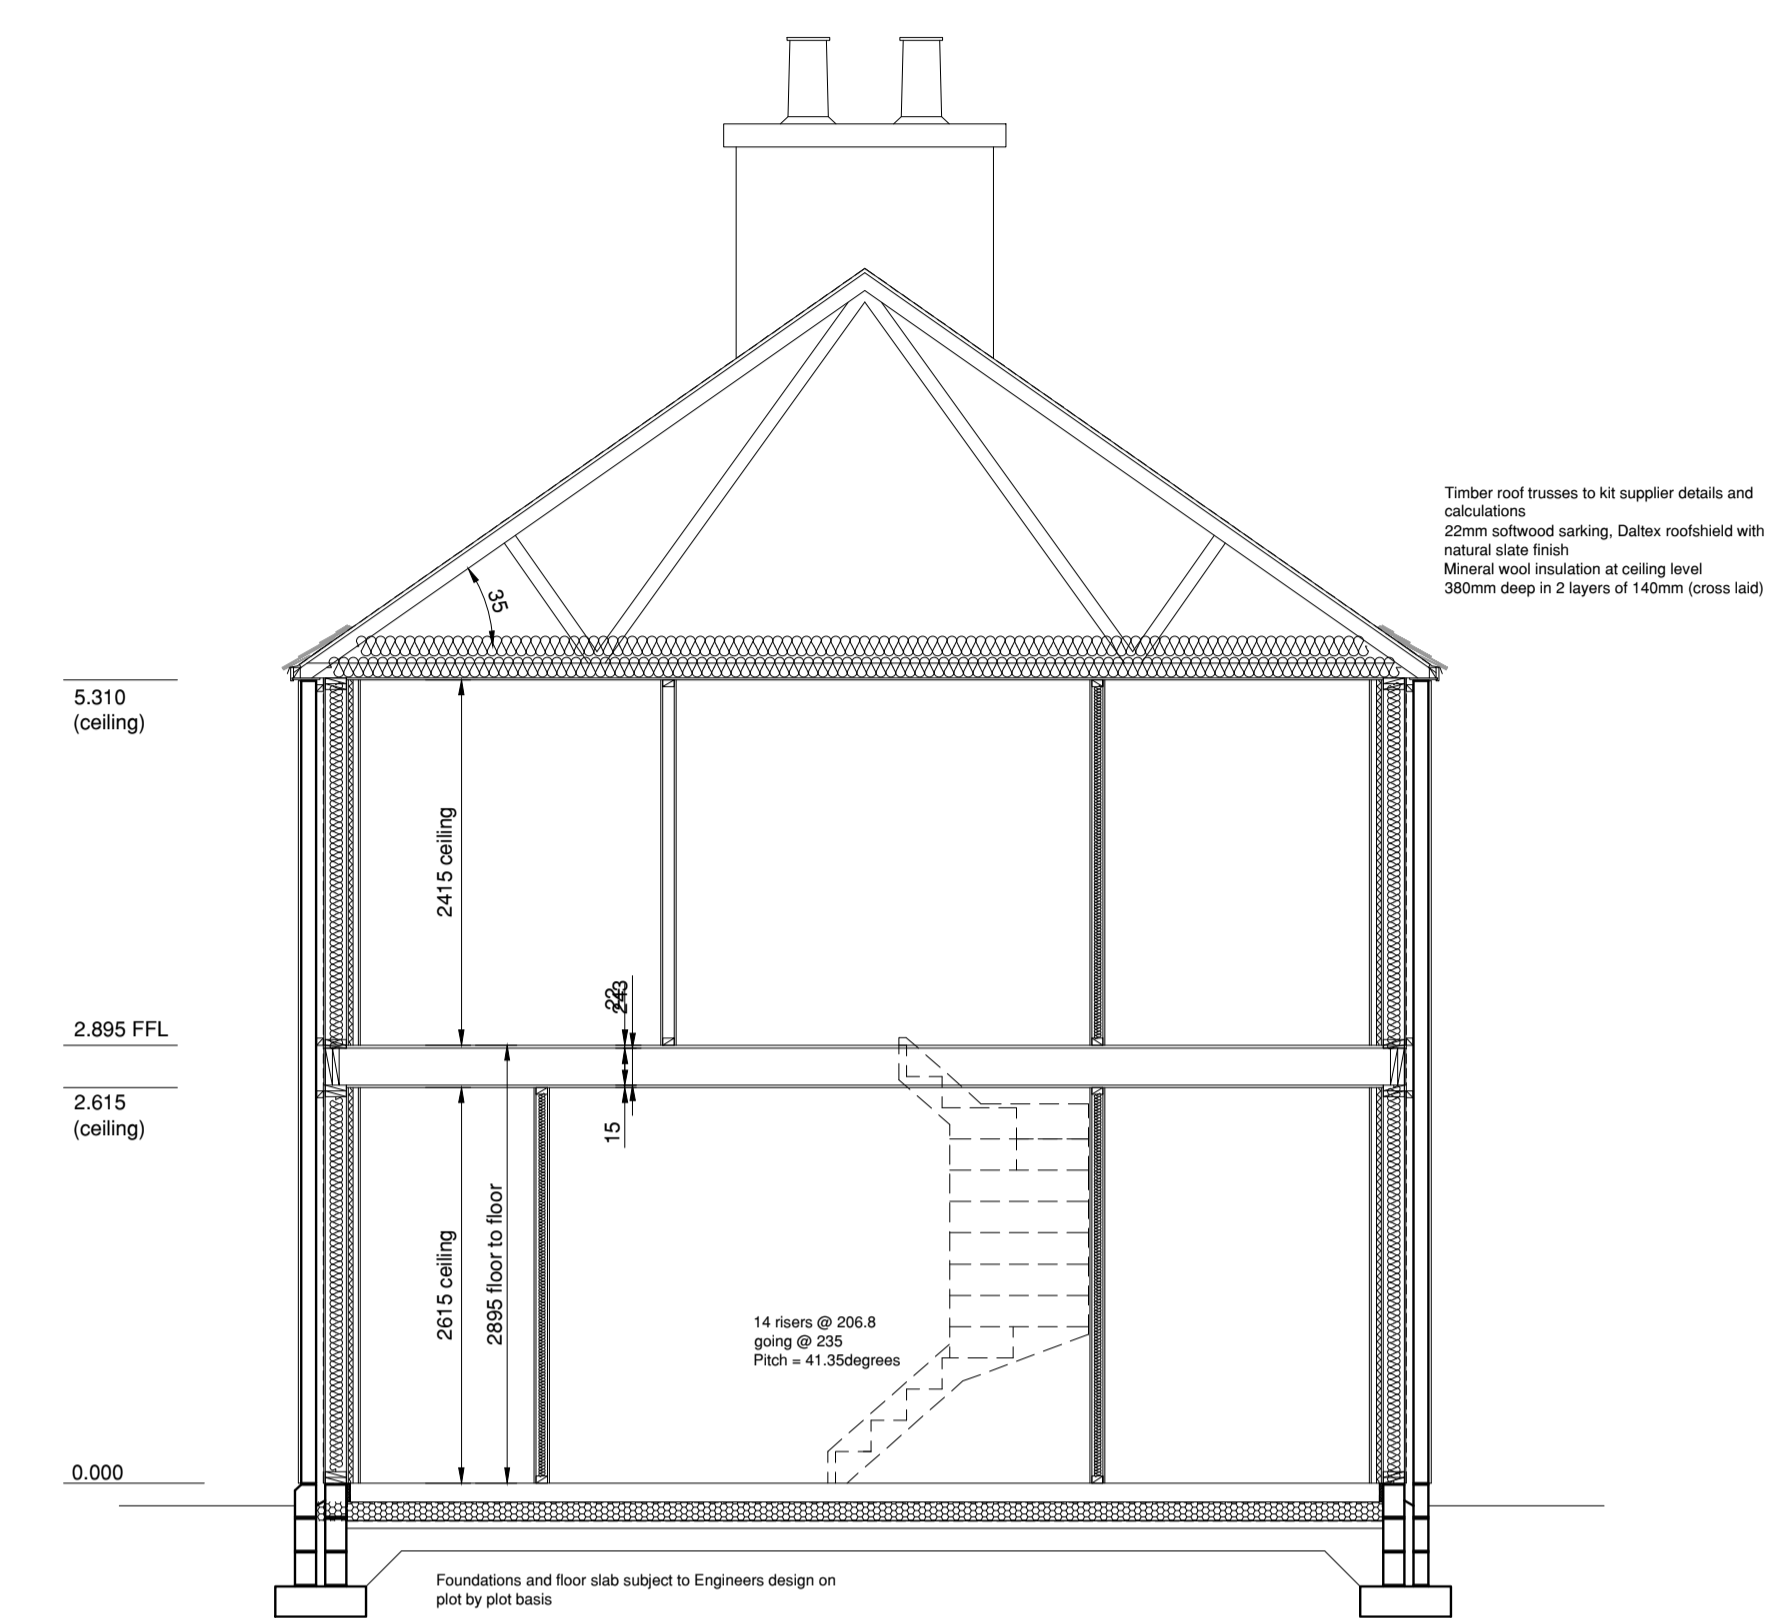 Timber roof trusses to kit supplier details and
calculations
22mm softwood sarking, Daltex roofshield with
natural slate finish
Mineral wool insulation at ceiling level
380mm deep in 2 layers of 140mm (cross laid)
35
5.310
(ceiling)
2415 ceiling
22
243
2.895 FFL
2.615
(ceiling)
15
2615 ceiling
2895 floor to floor
14 risers @ 206.8
going @ 235
Pitch = 41.35degrees
0.000
Foundations and floor slab subject to Engineers design on
plot by plot basis